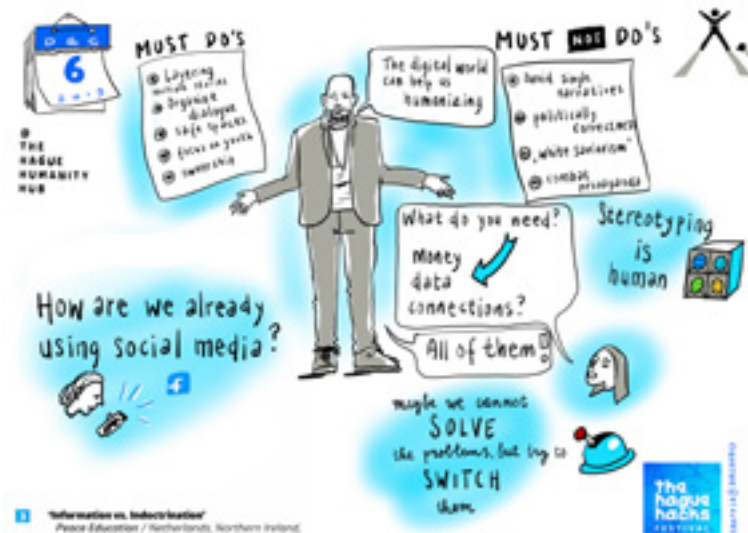 DEC
6
2018
@
THE
HAGUE
HUMANITY
HUB
MUST DO'S
Layering
Organise
dialogue
safe spaces
focus on youth
ownership
The digital world
can help us
humanizing
MUST NOT DO'S
Avoid single
narratives
politically
correctness
"white saviorism"
combat
propaganda
What do you need?
money
data
connections?
All of them!
Stereotyping
is
human
How are we already
using social media?
f
maybe we cannot
SOLVE
the problems, but try to
SWITCH
them
'Information vs. Indoctrination'
Peace Education / Netherlands, Northern Ireland,
the
hague
hacks
FESTIVAL